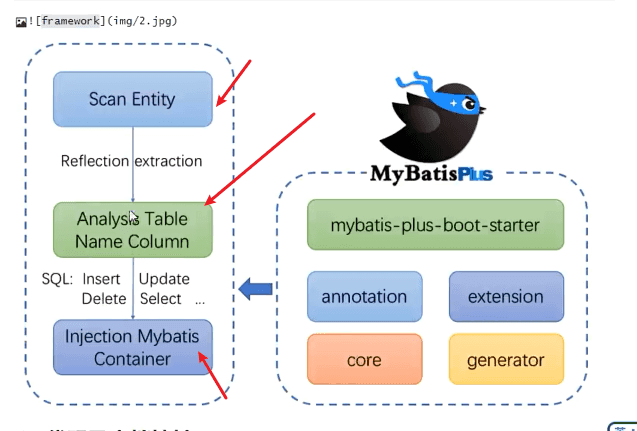 ![framework](img/2.jpg)
Scan Entity
Reflection extraction
Analysis Table
Name Column
SQL: Insert Update
Delete Select ...
Injection Mybatis
Container
MyBatisPlus
mybatis-plus-boot-starter
annotation
extension
core
generator